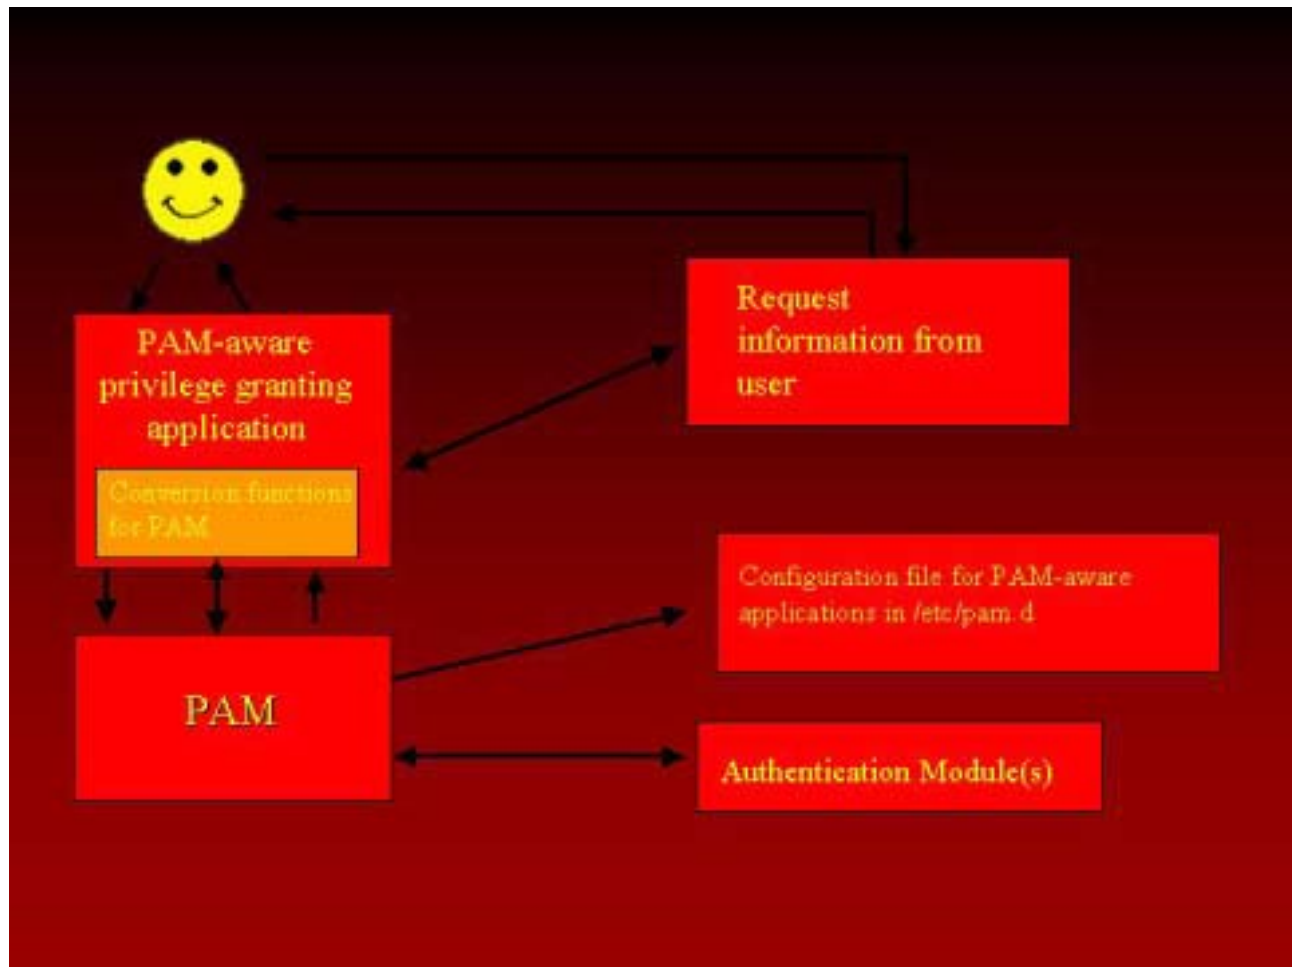 PAM-aware
privilege granting
application
Conversion functions
for PAM
PAM
Request
information from
user
Configuration file for PAM-aware
applications in /etc/pam.d
Authentication Module(s)